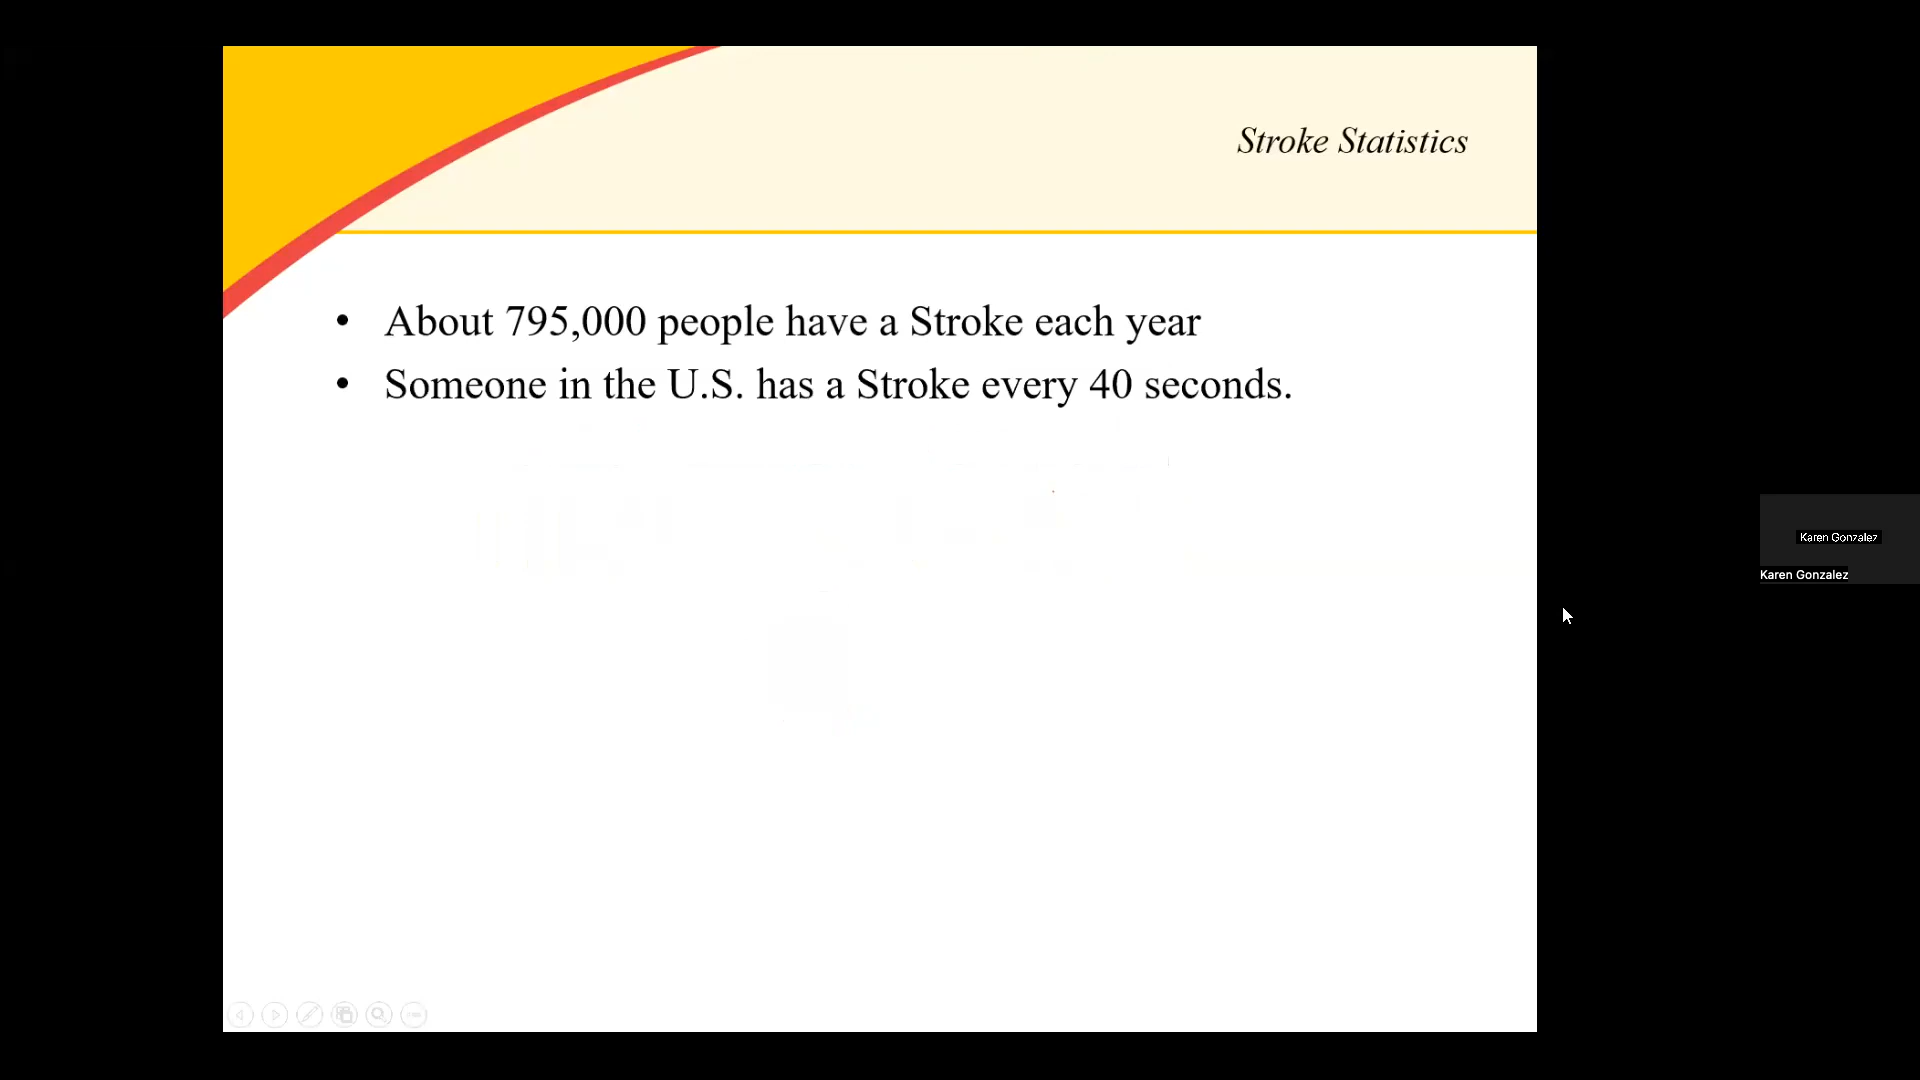 Stroke Statistics
• About 795,000 people have a Stroke each year
• Someone in the U.S. has a Stroke every 40 seconds.
Karen Gonzalez
Karen Gonzalez